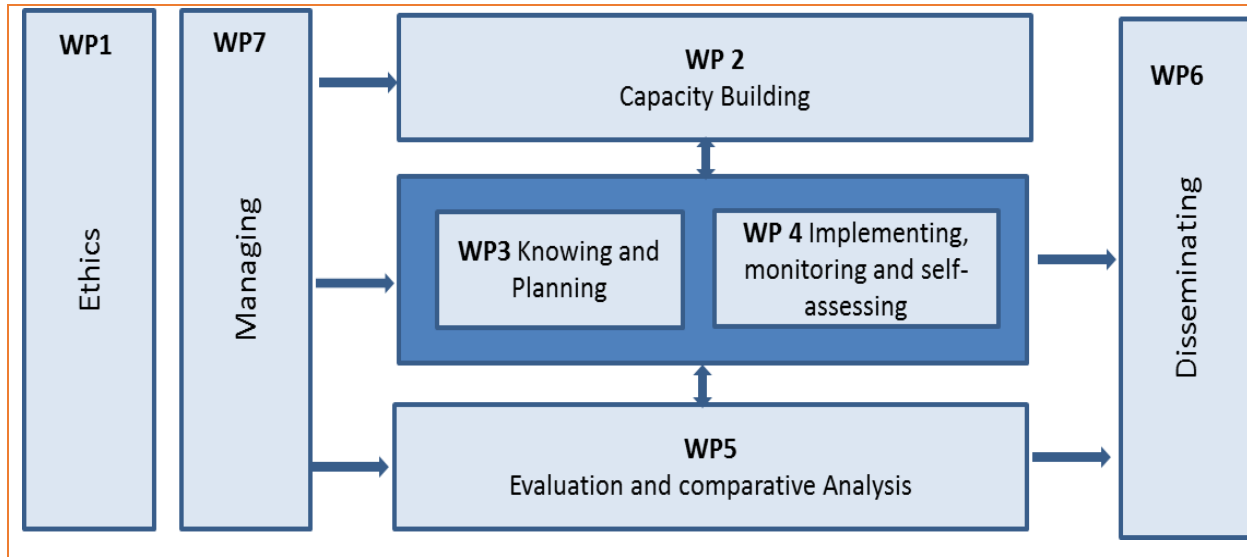 WP1
Ethics
WP7
Managing
WP 2
Capacity Building
WP3 Knowing and
Planning
WP 4 Implementing,
monitoring and self-
assessing
WP5
Evaluation and comparative Analysis
WP6
Disseminating